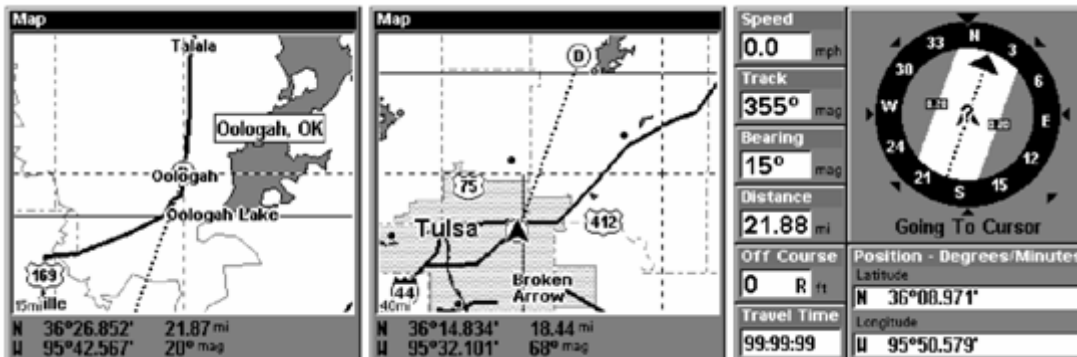 Map
Talala
Oologah, OK
Oologah
Oologah Lake
169
ille
15mi
N 36°26.852' 21.87 mi
W 95°42.567' 20° mag
Map
D
75
Tulsa
412
44
Broken
Arrow
40mi
N 36°14.834' 18.44 mi
W 95°32.101' 68° mag
Speed
0.0 mph
Track
355° mag
Bearing
15° mag
Distance
21.88 mi
Off Course
0 R ft
Travel Time
99:99:99
N 3 6 E 12 15 S 21 24 W 30 33
0.20
0.20
?
Going To Cursor
Position - Degrees/Minutes
Latitude
N 36°08.971'
Longitude
W 95°50.579'